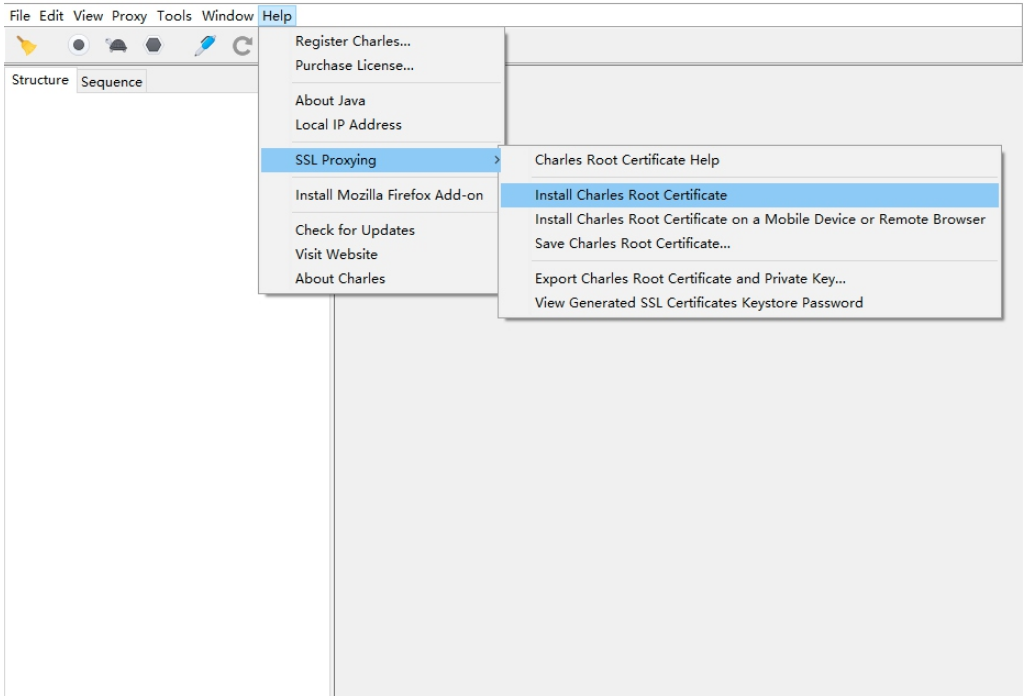 File Edit View Proxy Tools Window Help
Structure Sequence
Register Charles...
Purchase License...
About Java
Local IP Address
SSL Proxying
Install Mozilla Firefox Add-on
Check for Updates
Visit Website
About Charles
Charles Root Certificate Help
Install Charles Root Certificate
Install Charles Root Certificate on a Mobile Device or Remote Browser
Save Charles Root Certificate...
Export Charles Root Certificate and Private Key...
View Generated SSL Certificates Keystore Password